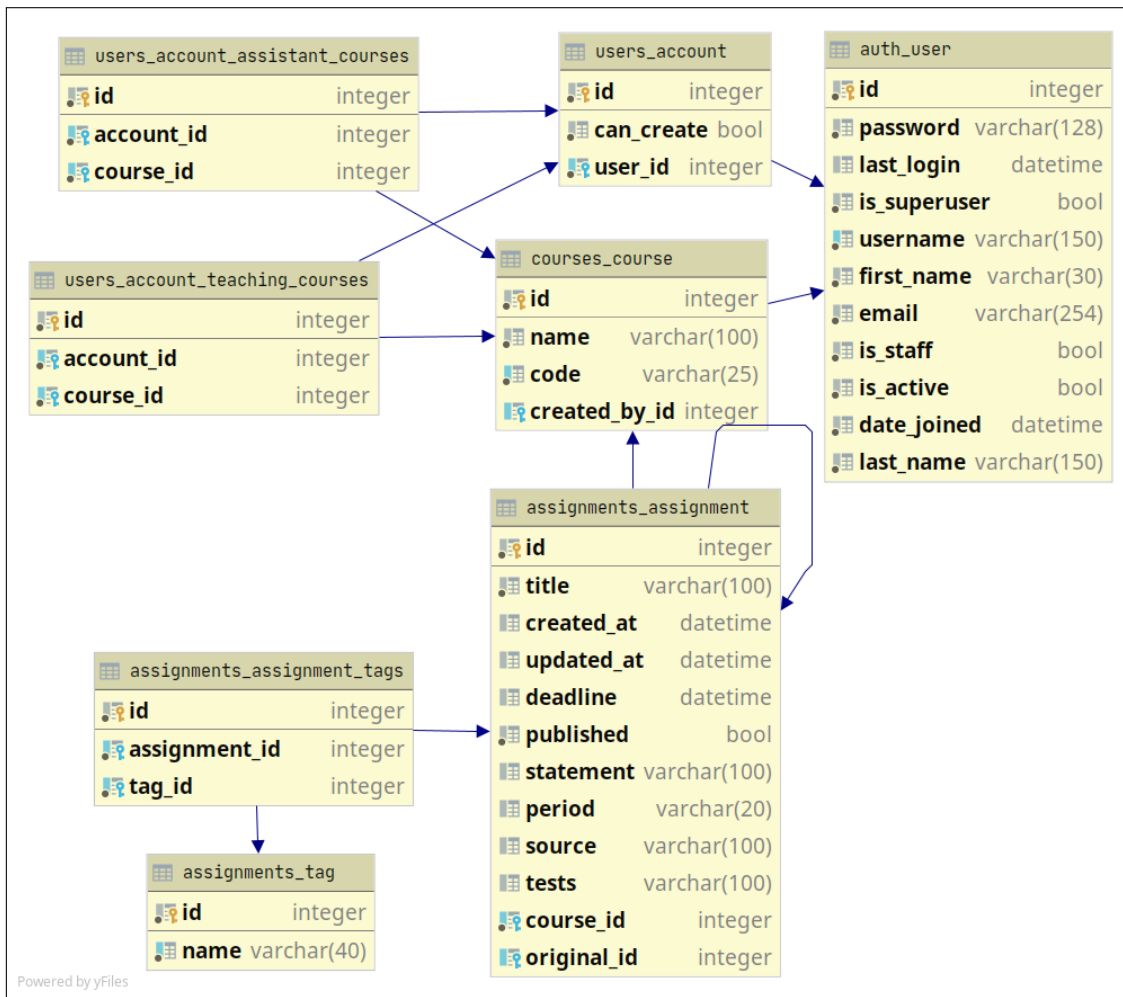 users_account_assistant_courses
id integer
account_id integer
course_id integer
users_account
id integer
can_create bool
user_id integer
auth_user
id integer
password varchar(128)
last_login datetime
is_superuser bool
username varchar(150)
first_name varchar(30)
email varchar(254)
is_staff bool
is_active bool
date_joined datetime
last_name varchar(150)
users_account_teaching_courses
id integer
account_id integer
course_id integer
courses_course
id integer
name varchar(100)
code varchar(25)
created_by_id integer
assignments_assignment
id integer
title varchar(100)
created_at datetime
updated_at datetime
deadline datetime
published bool
statement varchar(100)
period varchar(20)
source varchar(100)
tests varchar(100)
course_id integer
original_id integer
assignments_assignment_tags
id integer
assignment_id integer
tag_id integer
assignments_tag
id integer
name varchar(40)
Powered by yFiles